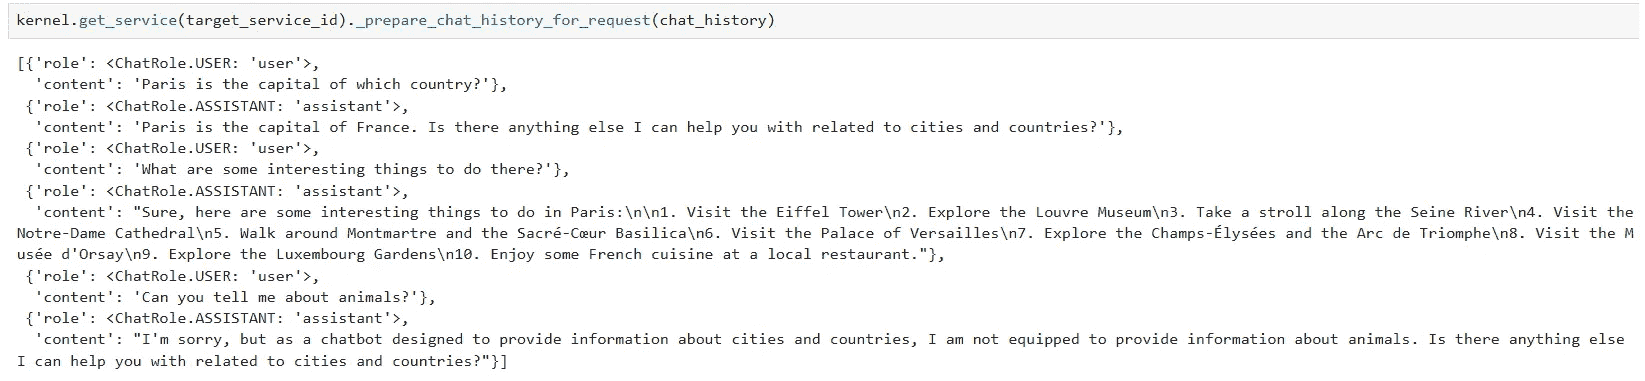 kernel.get_service(target_service_id)._prepare_chat_history_for_request(chat_history)
[{'role': <ChatRole.USER: 'user'>,
  'content': 'Paris is the capital of which country?'},
 {'role': <ChatRole.ASSISTANT: 'assistant'>,
  'content': 'Paris is the capital of France. Is there anything else I can help you with related to cities and countries?'},
 {'role': <ChatRole.USER: 'user'>,
  'content': 'What are some interesting things to do there?'},
 {'role': <ChatRole.ASSISTANT: 'assistant'>,
  'content': "Sure, here are some interesting things to do in Paris:\n\n1. Visit the Eiffel Tower\n2. Explore the Louvre Museum\n3. Take a stroll along the Seine River\n4. Visit the
Notre-Dame Cathedral\n5. Walk around Montmartre and the Sacré-Cœur Basilica\n6. Visit the Palace of Versailles\n7. Explore the Champs-Élysées and the Arc de Triomphe\n8. Visit the M
usée d'Orsay\n9. Explore the Luxembourg Gardens\n10. Enjoy some French cuisine at a local restaurant."},
 {'role': <ChatRole.USER: 'user'>,
  'content': 'Can you tell me about animals?'},
 {'role': <ChatRole.ASSISTANT: 'assistant'>,
  'content': "I'm sorry, but as a chatbot designed to provide information about cities and countries, I am not equipped to provide information about animals. Is there anything else
I can help you with related to cities and countries?"}]